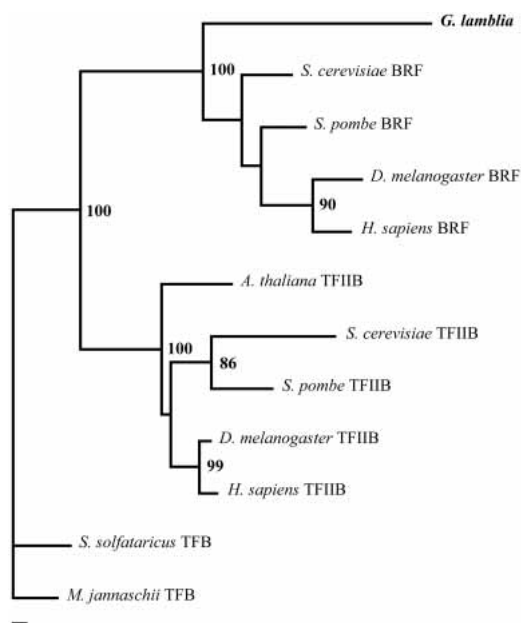 G. lamblia
100
S. cerevisiae BRF
S. pombe BRF
D. melanogaster BRF
90
100
H. sapiens BRF
A. thaliana TFIIB
S. cerevisiae TFIIB
100
86
S. pombe TFIIB
D. melanogaster TFIIB
99
H. sapiens TFIIB
S. solfataricus TFB
M. jannaschii TFB